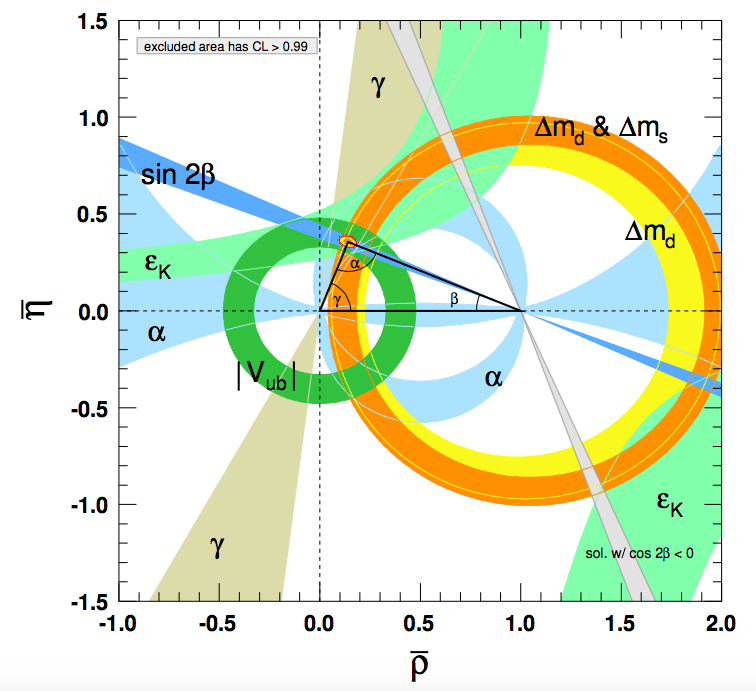 excluded area has CL > 0.99
γ
Δm_d & Δm_s
sin 2β
Δm_d
ε_K
α
α
γ
β
|V_ub|
α
γ
ε_K
sol. w/ cos 2β < 0
1.5
1.0
0.5
0.0
-0.5
-1.0
-1.5
η̅
-1.0 -0.5 0.0 0.5 1.0 1.5 2.0
ρ̅